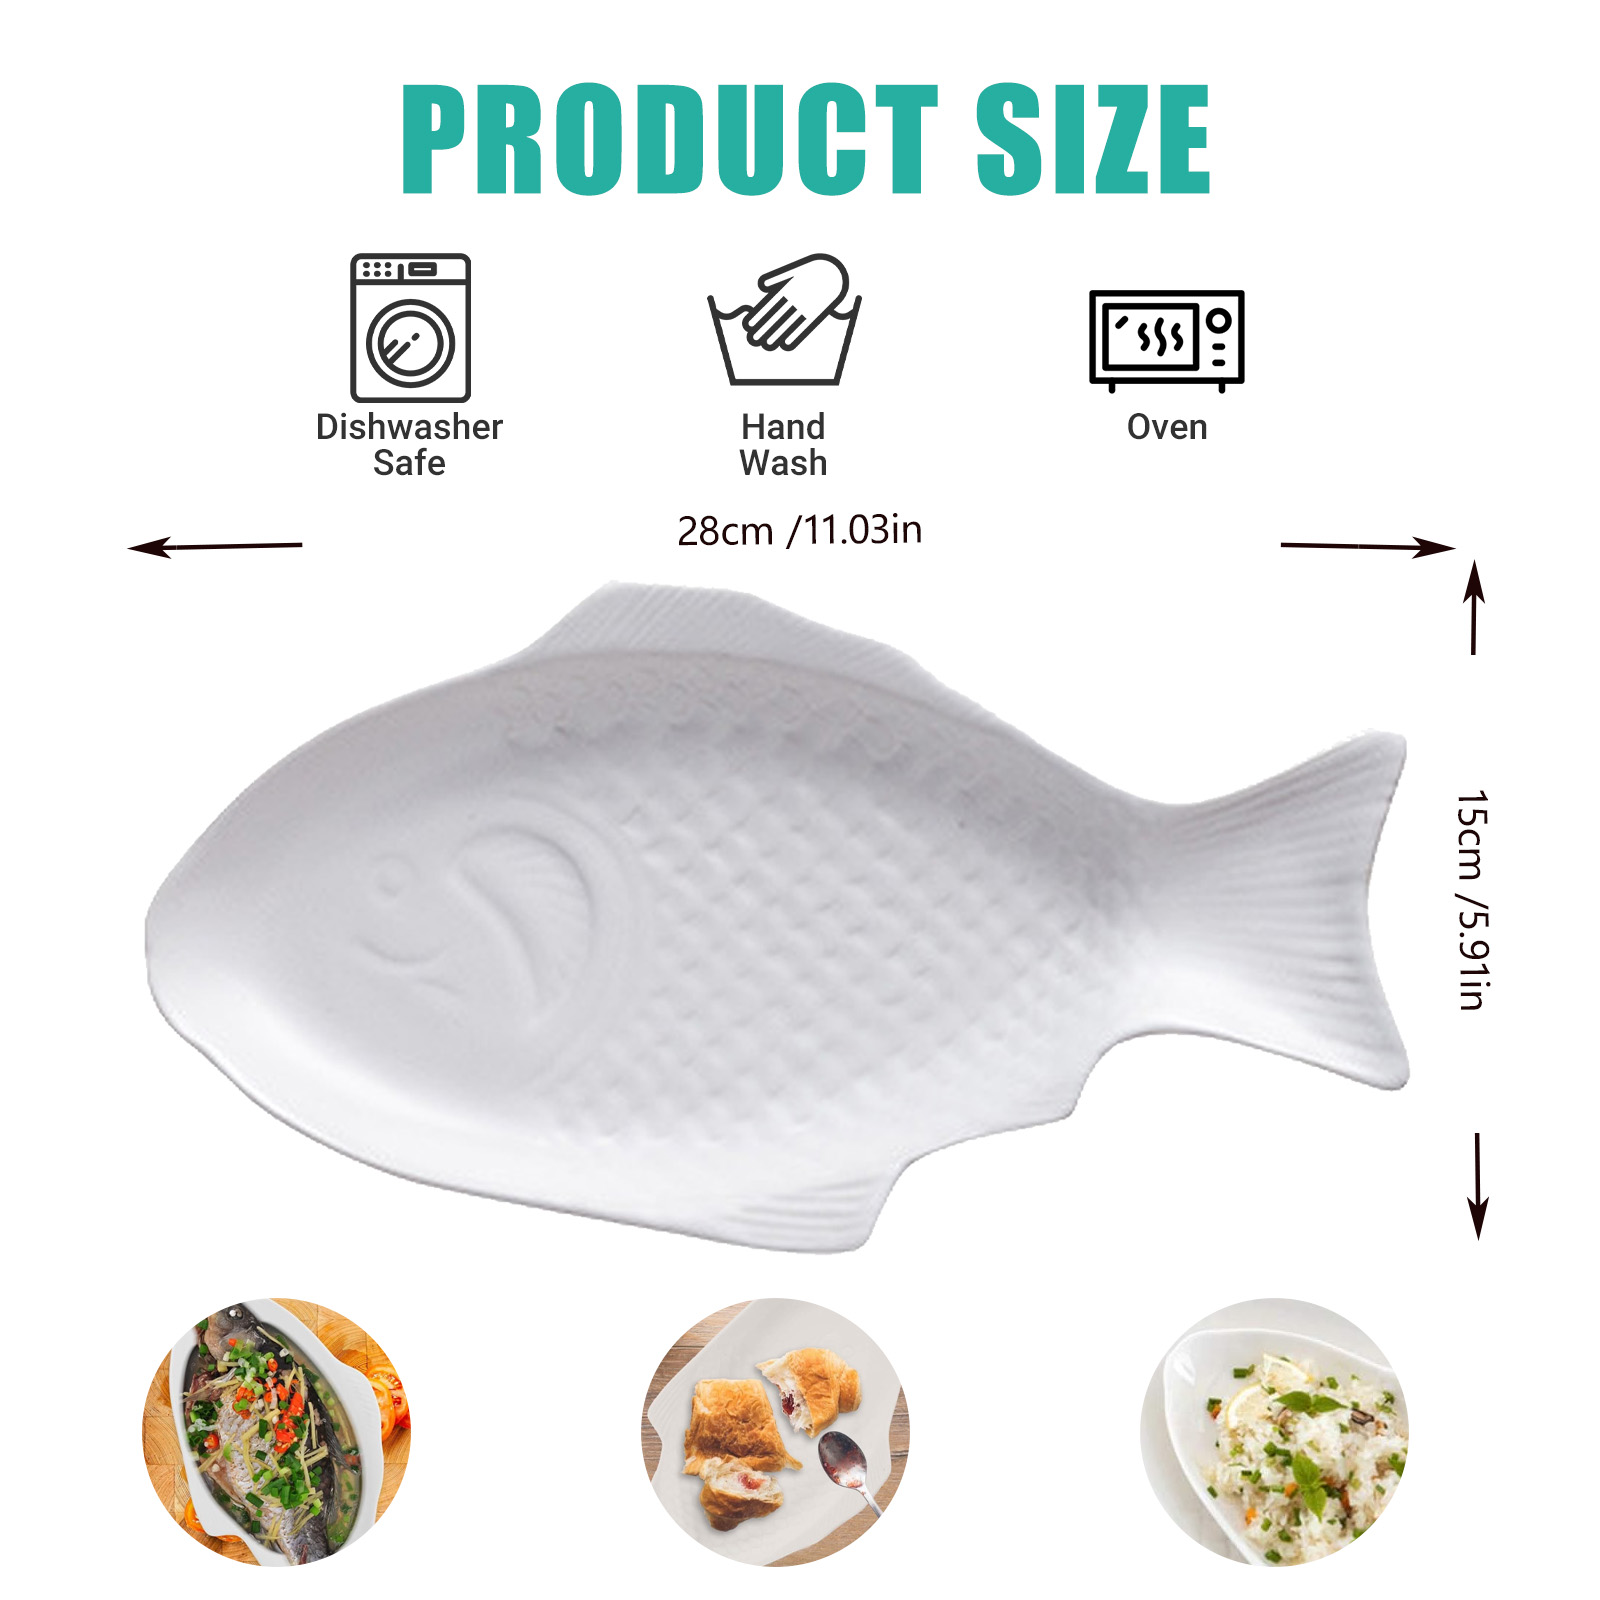 PRODUCT SIZE
Dishwasher
Safe
Hand
Wash
Oven
28cm /11.03in
15cm /5.91in